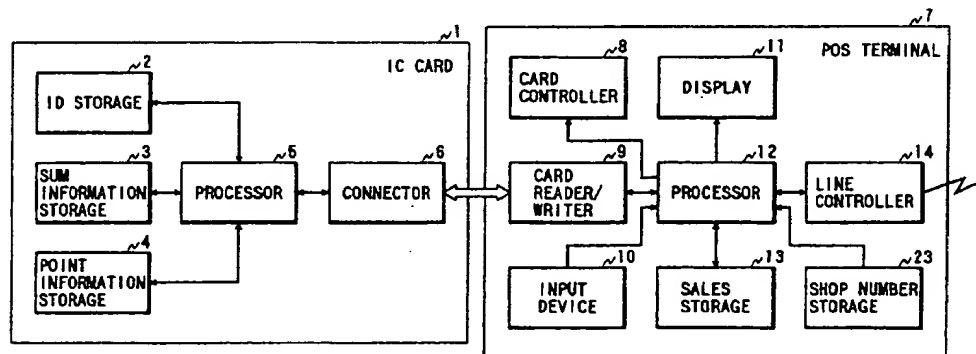 1
IC CARD
2
ID STORAGE
3
SUM
INFORMATION
STORAGE
4
POINT
INFORMATION
STORAGE
5
PROCESSOR
6
CONNECTOR
7
POS TERMINAL
8
CARD
CONTROLLER
11
DISPLAY
9
CARD
READER/
WRITER
12
PROCESSOR
14
LINE
CONTROLLER
10
INPUT
DEVICE
13
SALES
STORAGE
23
SHOP NUMBER
STORAGE